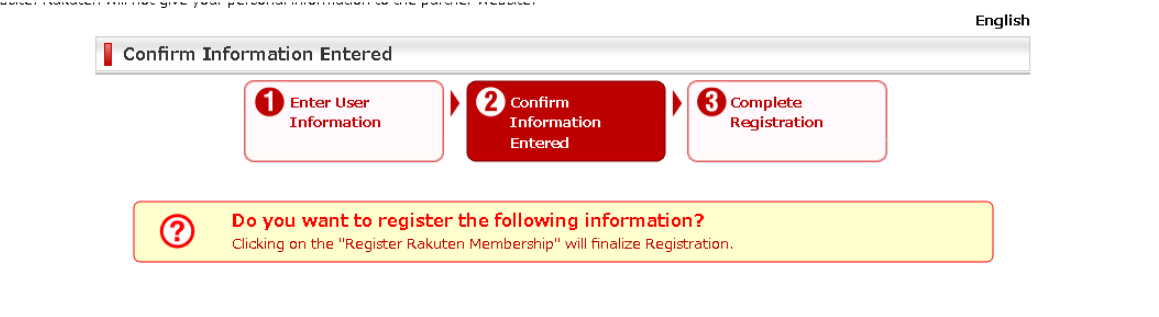 Rakuten will not give your personal information to the partner website.
English
Confirm Information Entered
1 Enter User
Information
2 Confirm
Information
Entered
3 Complete
Registration
Do you want to register the following information?
Clicking on the "Register Rakuten Membership" will finalize Registration.